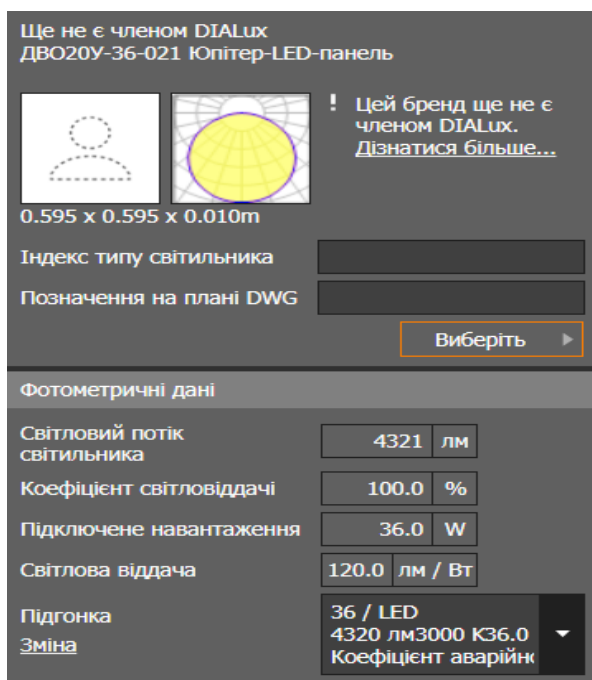 Ще не є членом DIALux
ДВО20У-36-021 Юпітер-LED-панель
! Цей бренд ще не є
членом DIALux.
Дізнатися більше...
0.595 x 0.595 x 0.010m
Індекс типу світильника
Позначення на плані DWG
Виберіть
Фотометричні дані
Світловий потік
світильника
4321 лм
Коефіцієнт світловіддачі 100.0 %
Підключене навантаження 36.0 W
Світлова віддача 120.0 лм / Вт
Підгонка
Зміна
36 / LED
4320 лм3000 K36.0
Коефіцієнт аварійн